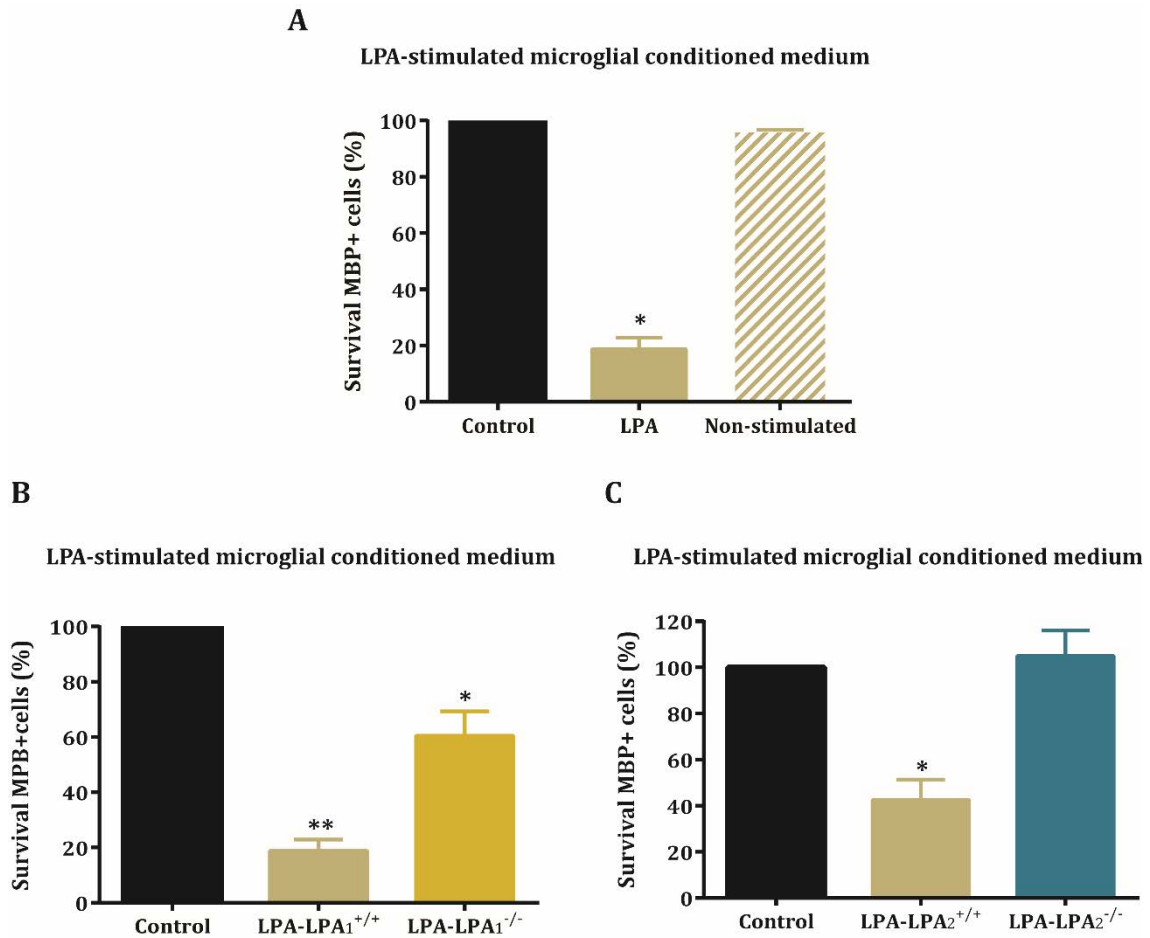 A
LPA-stimulated microglial conditioned medium
Survival MBP+ cells (%)
100
80
60
40
20
0
*
Control
LPA
Non-stimulated
B
LPA-stimulated microglial conditioned medium
Survival MPB+cells (%)
100
80
60
40
20
0
**
*
Control
LPA-LPA₁⁺/⁺
LPA-LPA₁⁻/⁻
C
LPA-stimulated microglial conditioned medium
Survival MBP+ cells (%)
120
100
80
60
40
20
0
*
Control
LPA-LPA₂⁺/⁺
LPA-LPA₂⁻/⁻